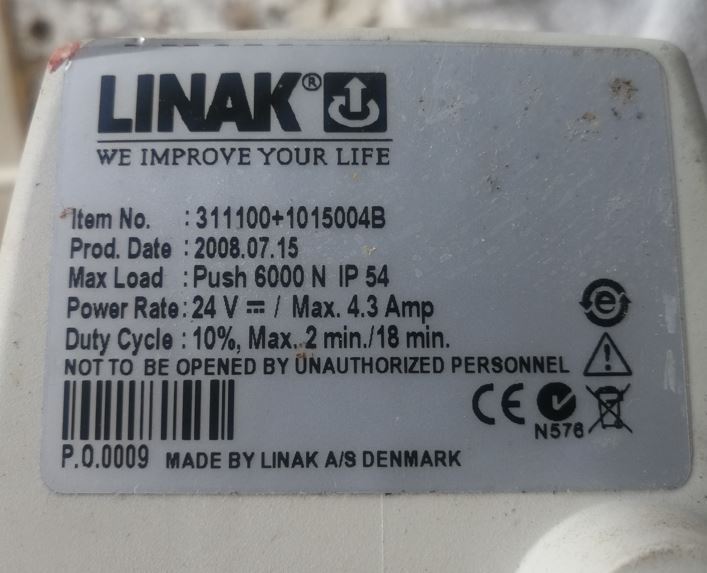 LINAK®
WE IMPROVE YOUR LIFE
Item No. : 311100+1015004B
Prod. Date : 2008.07.15
Max Load : Push 6000 N IP 54
Power Rate : 24 V ⎓ / Max. 4.3 Amp
Duty Cycle : 10%, Max. 2 min./18 min.
NOT TO BE OPENED BY UNAUTHORIZED PERSONNEL
e
CE
N576
P.O.0009 MADE BY LINAK A/S DENMARK